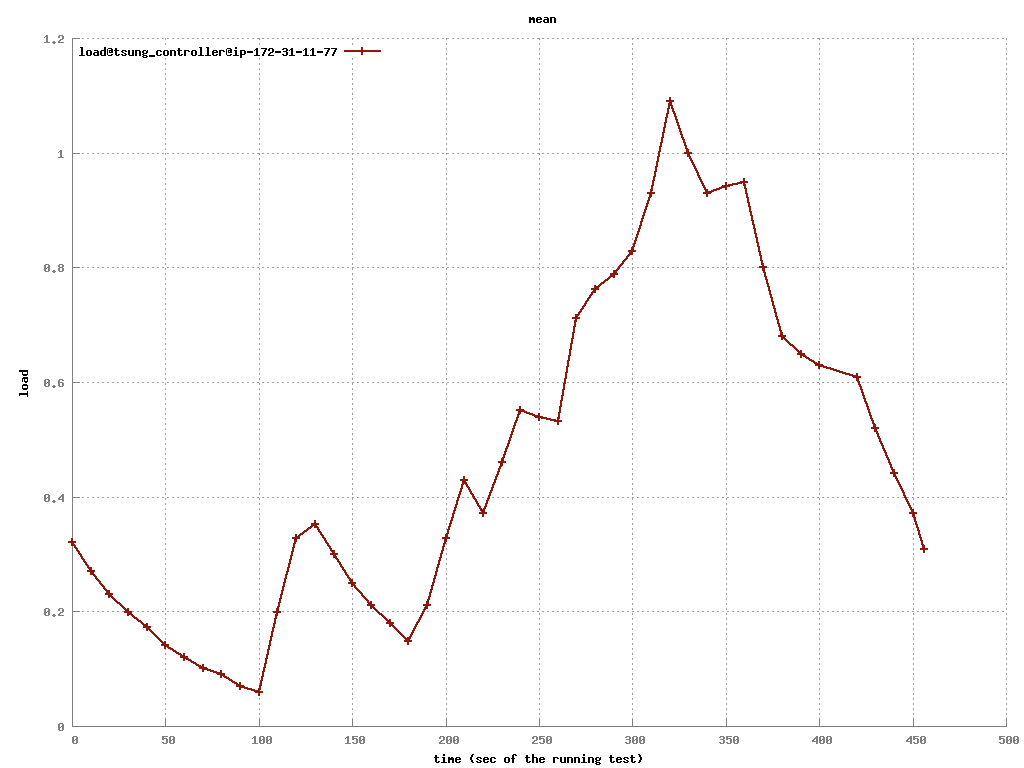 mean
load@tsung_controller@ip-172-31-11-77
1.2
1
0.8
0.6
0.4
0.2
0
load
0 50 100 150 200 250 300 350 400 450 500
time (sec of the running test)